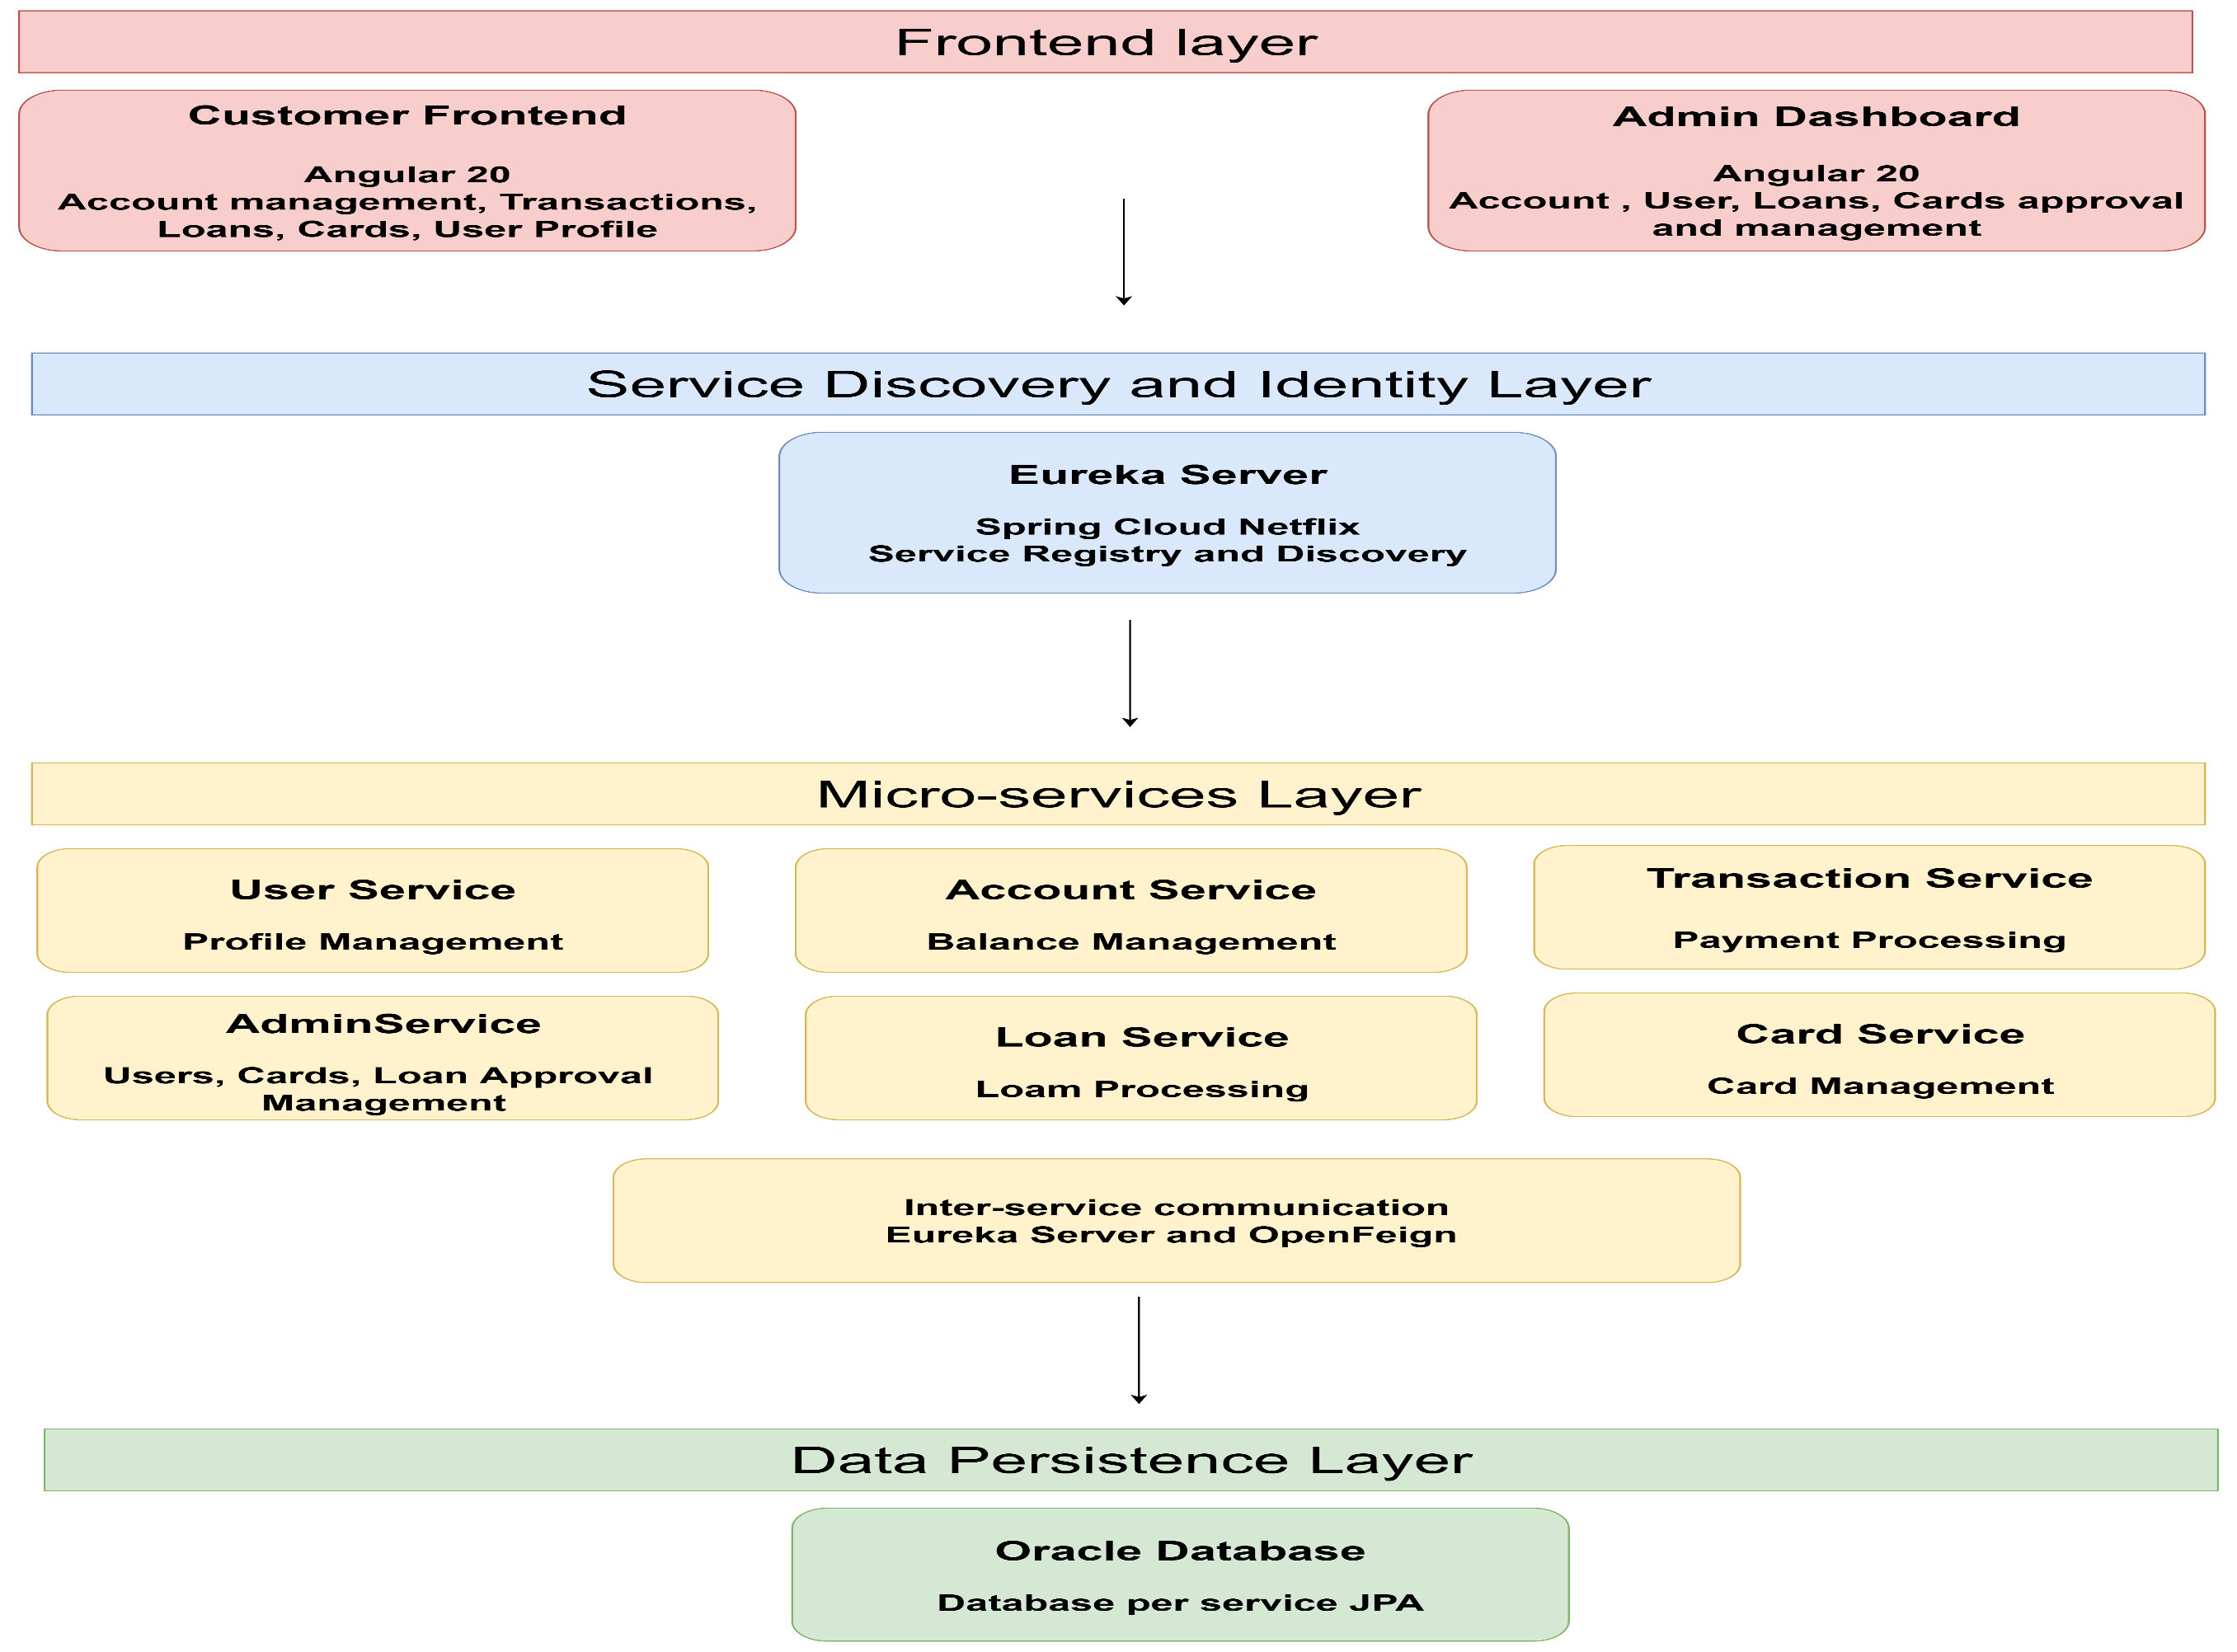 Frontend layer
Customer Frontend
Angular 20
Account management, Transactions,
Loans, Cards, User Profile
Admin Dashboard
Angular 20
Account , User, Loans, Cards approval
and management
Service Discovery and Identity Layer
Eureka Server
Spring Cloud Netflix
Service Registry and Discovery
Micro-services Layer
User Service
Profile Management
Account Service
Balance Management
Transaction Service
Payment Processing
AdminService
Users, Cards, Loan Approval
Management
Loan Service
Loam Processing
Card Service
Card Management
Inter-service communication
Eureka Server and OpenFeign
Data Persistence Layer
Oracle Database
Database per service JPA